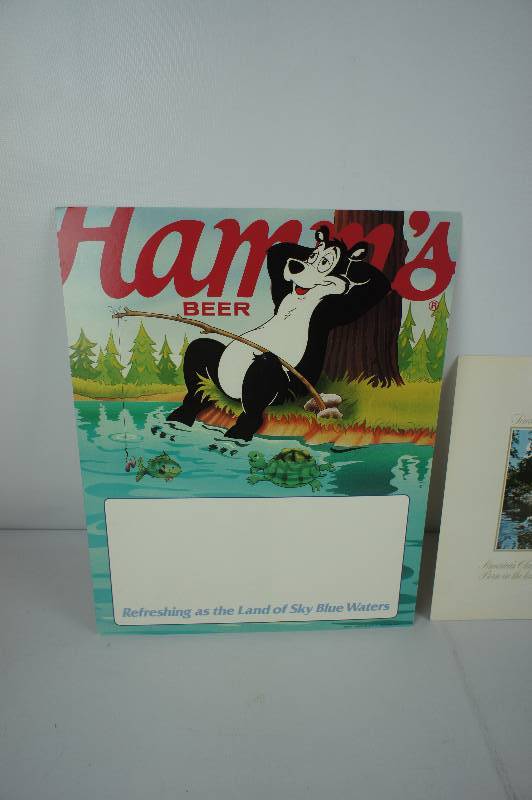 Hamm's
BEER
®
Refreshing as the Land of Sky Blue Waters